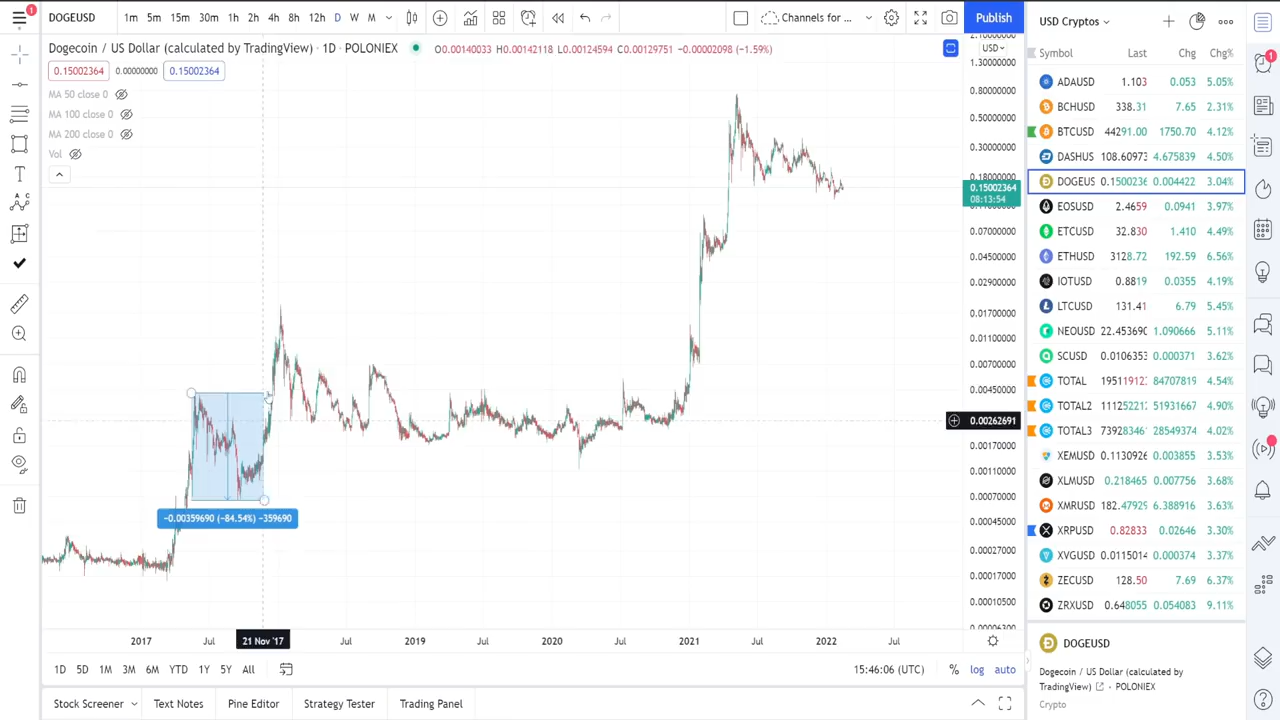 1
DOGEUSD 1m 5m 15m 30m 1h 2h 4h 8h 12h D W M Channels for ... Publish
Dogecoin / US Dollar (calculated by TradingView) · 1D · POLONIEX O0.00140033 H0.00142118 L0.00124594 C0.00129751 −0.00002098 (−1.59%)
0.15002364 0.00000000 0.15002364
MA 50 close 0
MA 100 close 0
MA 200 close 0
Vol
USD
1.30000000
0.80000000
0.50000000
0.30000000
0.18000000
0.15002364
08:13:54
0.07000000
0.04500000
0.02900000
0.01700000
0.01100000
0.00700000
0.00450000
0.00262691
0.00170000
0.00110000
0.00070000
0.00045000
0.00027000
0.00017000
0.00010500
−0.00359690 (−84.54%) −359690
2017 Jul 21 Nov '17 Jul 2019 Jul 2020 Jul 2021 Jul 2022 Jul
1D 5D 1M 3M 6M YTD 1Y 5Y All 15:46:06 (UTC) % log auto
Stock Screener Text Notes Pine Editor Strategy Tester Trading Panel
USD Cryptos
Symbol Last Chg Chg%
ADAUSD 1.103 0.053 5.05%
BCHUSD 338.31 7.65 2.31%
BTCUSD 44291.00 1750.70 4.12%
DASHUS 108.60973 4.675839 4.50%
DOGEUS 0.1500236 0.004422 3.04%
EOSUSD 2.4659 0.0941 3.97%
ETCUSD 32.830 1.410 4.49%
ETHUSD 3128.72 192.59 6.56%
IOTUSD 0.8819 0.0355 4.19%
LTCUSD 131.41 6.79 5.45%
NEOUSD 22.453690 1.090666 5.11%
SCUSD 0.0106353 0.000371 3.62%
TOTAL 19511912 84707819 4.54%
TOTAL2 11125221 51931667 4.90%
TOTAL3 73928346 28549374 4.02%
XEMUSD 0.1130926 0.003855 3.53%
XLMUSD 0.218465 0.007756 3.68%
XMRUSD 182.47929 6.388916 3.63%
XRPUSD 0.82833 0.02646 3.30%
XVGUSD 0.0115014 0.000374 3.37%
ZECUSD 128.50 7.69 6.37%
ZRXUSD 0.648055 0.054083 9.11%
DOGEUSD
Dogecoin / US Dollar (calculated by
TradingView) · POLONIEX
Crypto
1